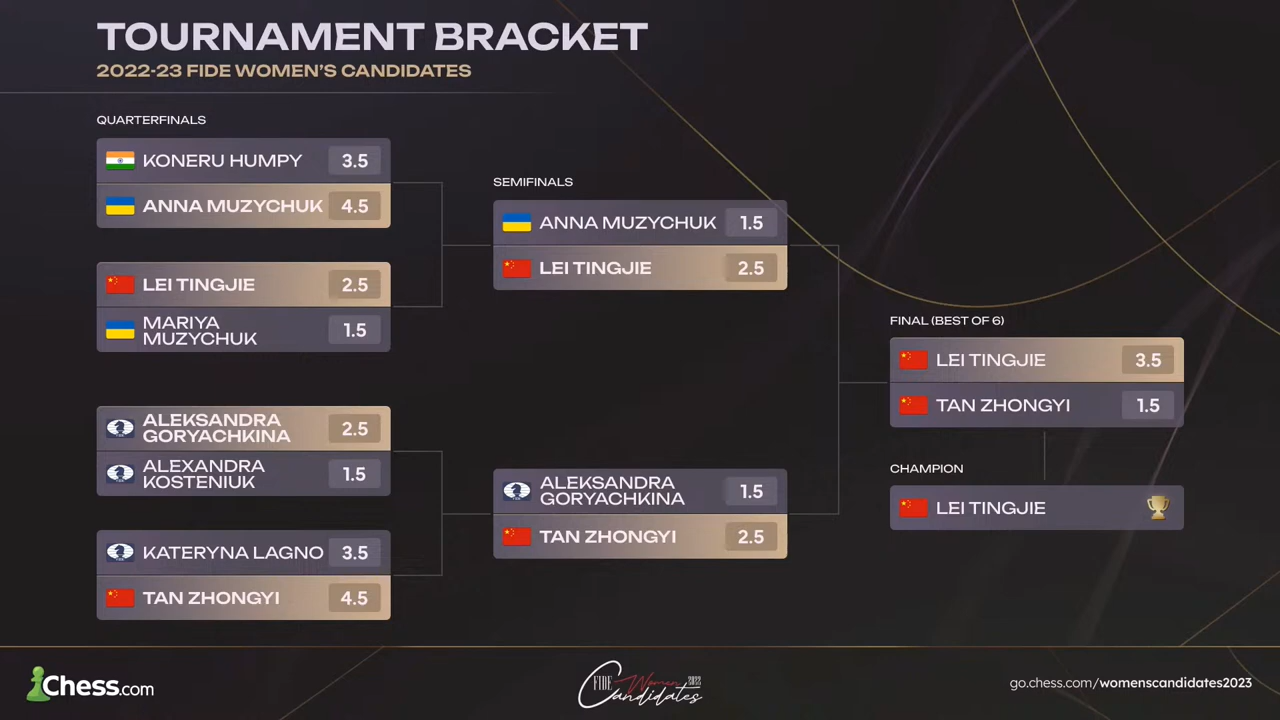 TOURNAMENT BRACKET
2022-23 FIDE WOMEN'S CANDIDATES
QUARTERFINALS
KONERU HUMPY 3.5
ANNA MUZYCHUK 4.5
LEI TINGJIE 2.5
MARIYA
MUZYCHUK 1.5
ALEKSANDRA
GORYACHKINA 2.5
ALEXANDRA
KOSTENIUK 1.5
KATERYNA LAGNO 3.5
TAN ZHONGYI 4.5
SEMIFINALS
ANNA MUZYCHUK 1.5
LEI TINGJIE 2.5
ALEKSANDRA
GORYACHKINA 1.5
TAN ZHONGYI 2.5
FINAL (BEST OF 6)
LEI TINGJIE 3.5
TAN ZHONGYI 1.5
CHAMPION
LEI TINGJIE
Chess.com
FIDE Women 2022
Candidates
go.chess.com/womenscandidates2023